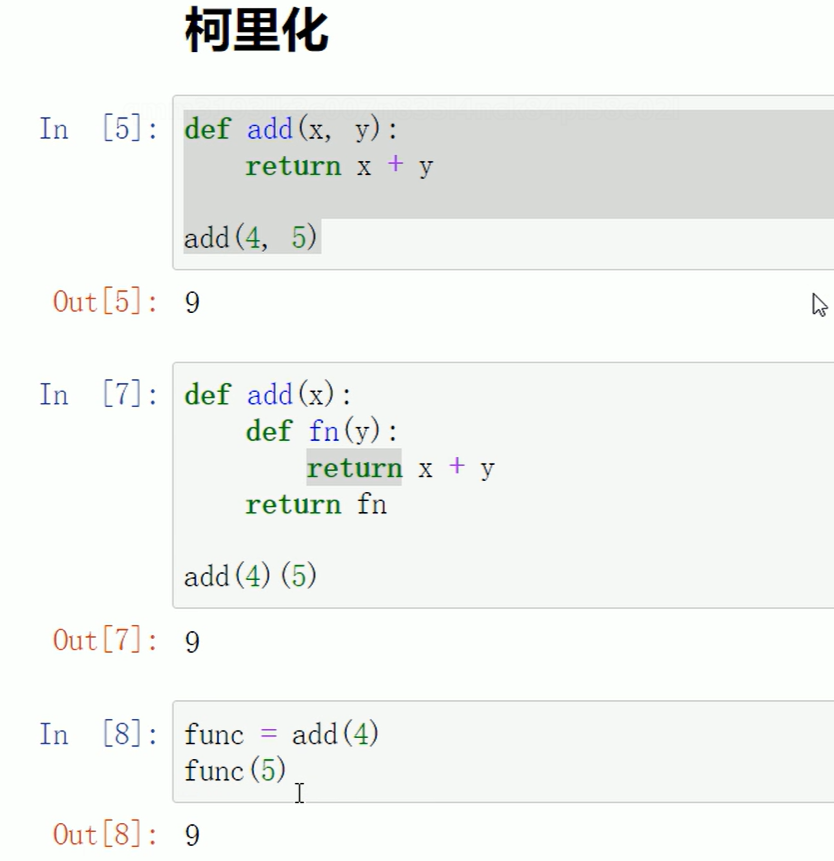 柯里化
In [5]: def add(x, y):
    return x + y
add(4, 5)
Out[5]: 9
In [7]: def add(x):
    def fn(y):
        return x + y
    return fn
add(4)(5)
Out[7]: 9
In [8]: func = add(4)
func(5)
Out[8]: 9